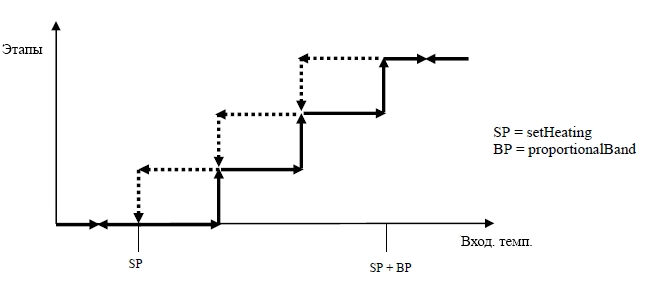 Этапы
SP = setHeating
BP = proportionalBand
Вход. темп.
SP
SP + BP